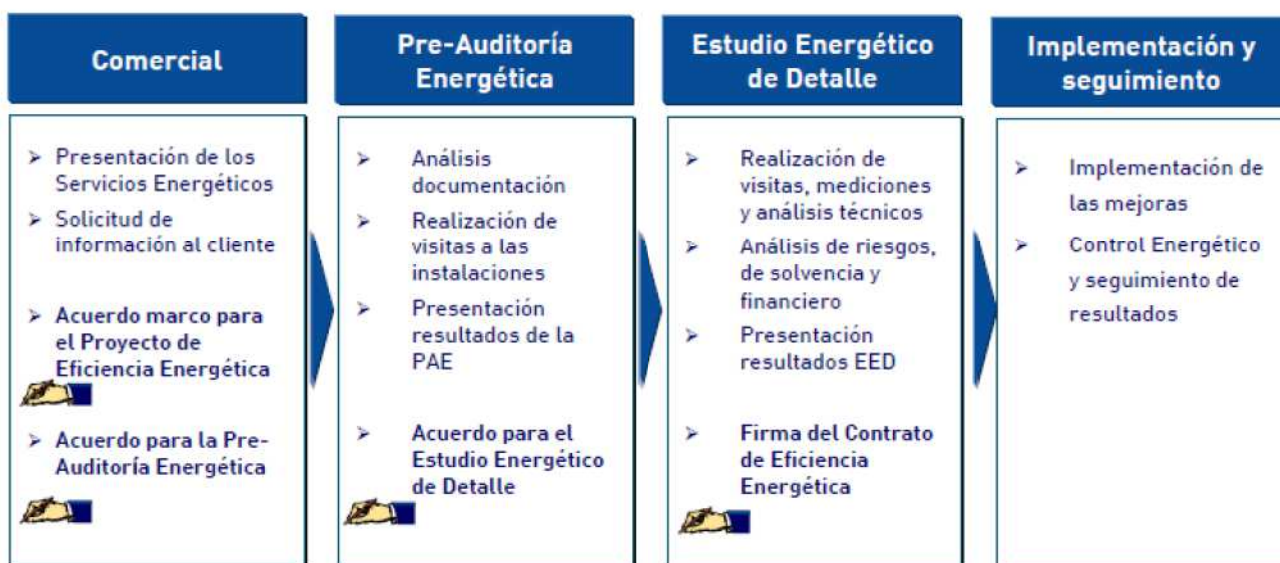 Comercial
➢ Presentación de los
Servicios Energéticos
➢ Solicitud de
información al cliente
➢ Acuerdo marco para
el Proyecto de
Eficiencia Energética
➢ Acuerdo para la Pre-
Auditoría Energética
Pre-Auditoría
Energética
➢ Análisis
documentación
➢ Realización de
visitas a las
instalaciones
➢ Presentación
resultados de la
PAE
➢ Acuerdo para el
Estudio Energético
de Detalle
Estudio Energético
de Detalle
➢ Realización de
visitas, mediciones
y análisis técnicos
➢ Análisis de riesgos,
de solvencia y
financiero
➢ Presentación
resultados EED
➢ Firma del Contrato
de Eficiencia
Energética
Implementación y
seguimiento
➢ Implementación de
las mejoras
➢ Control Energético
y seguimiento de
resultados